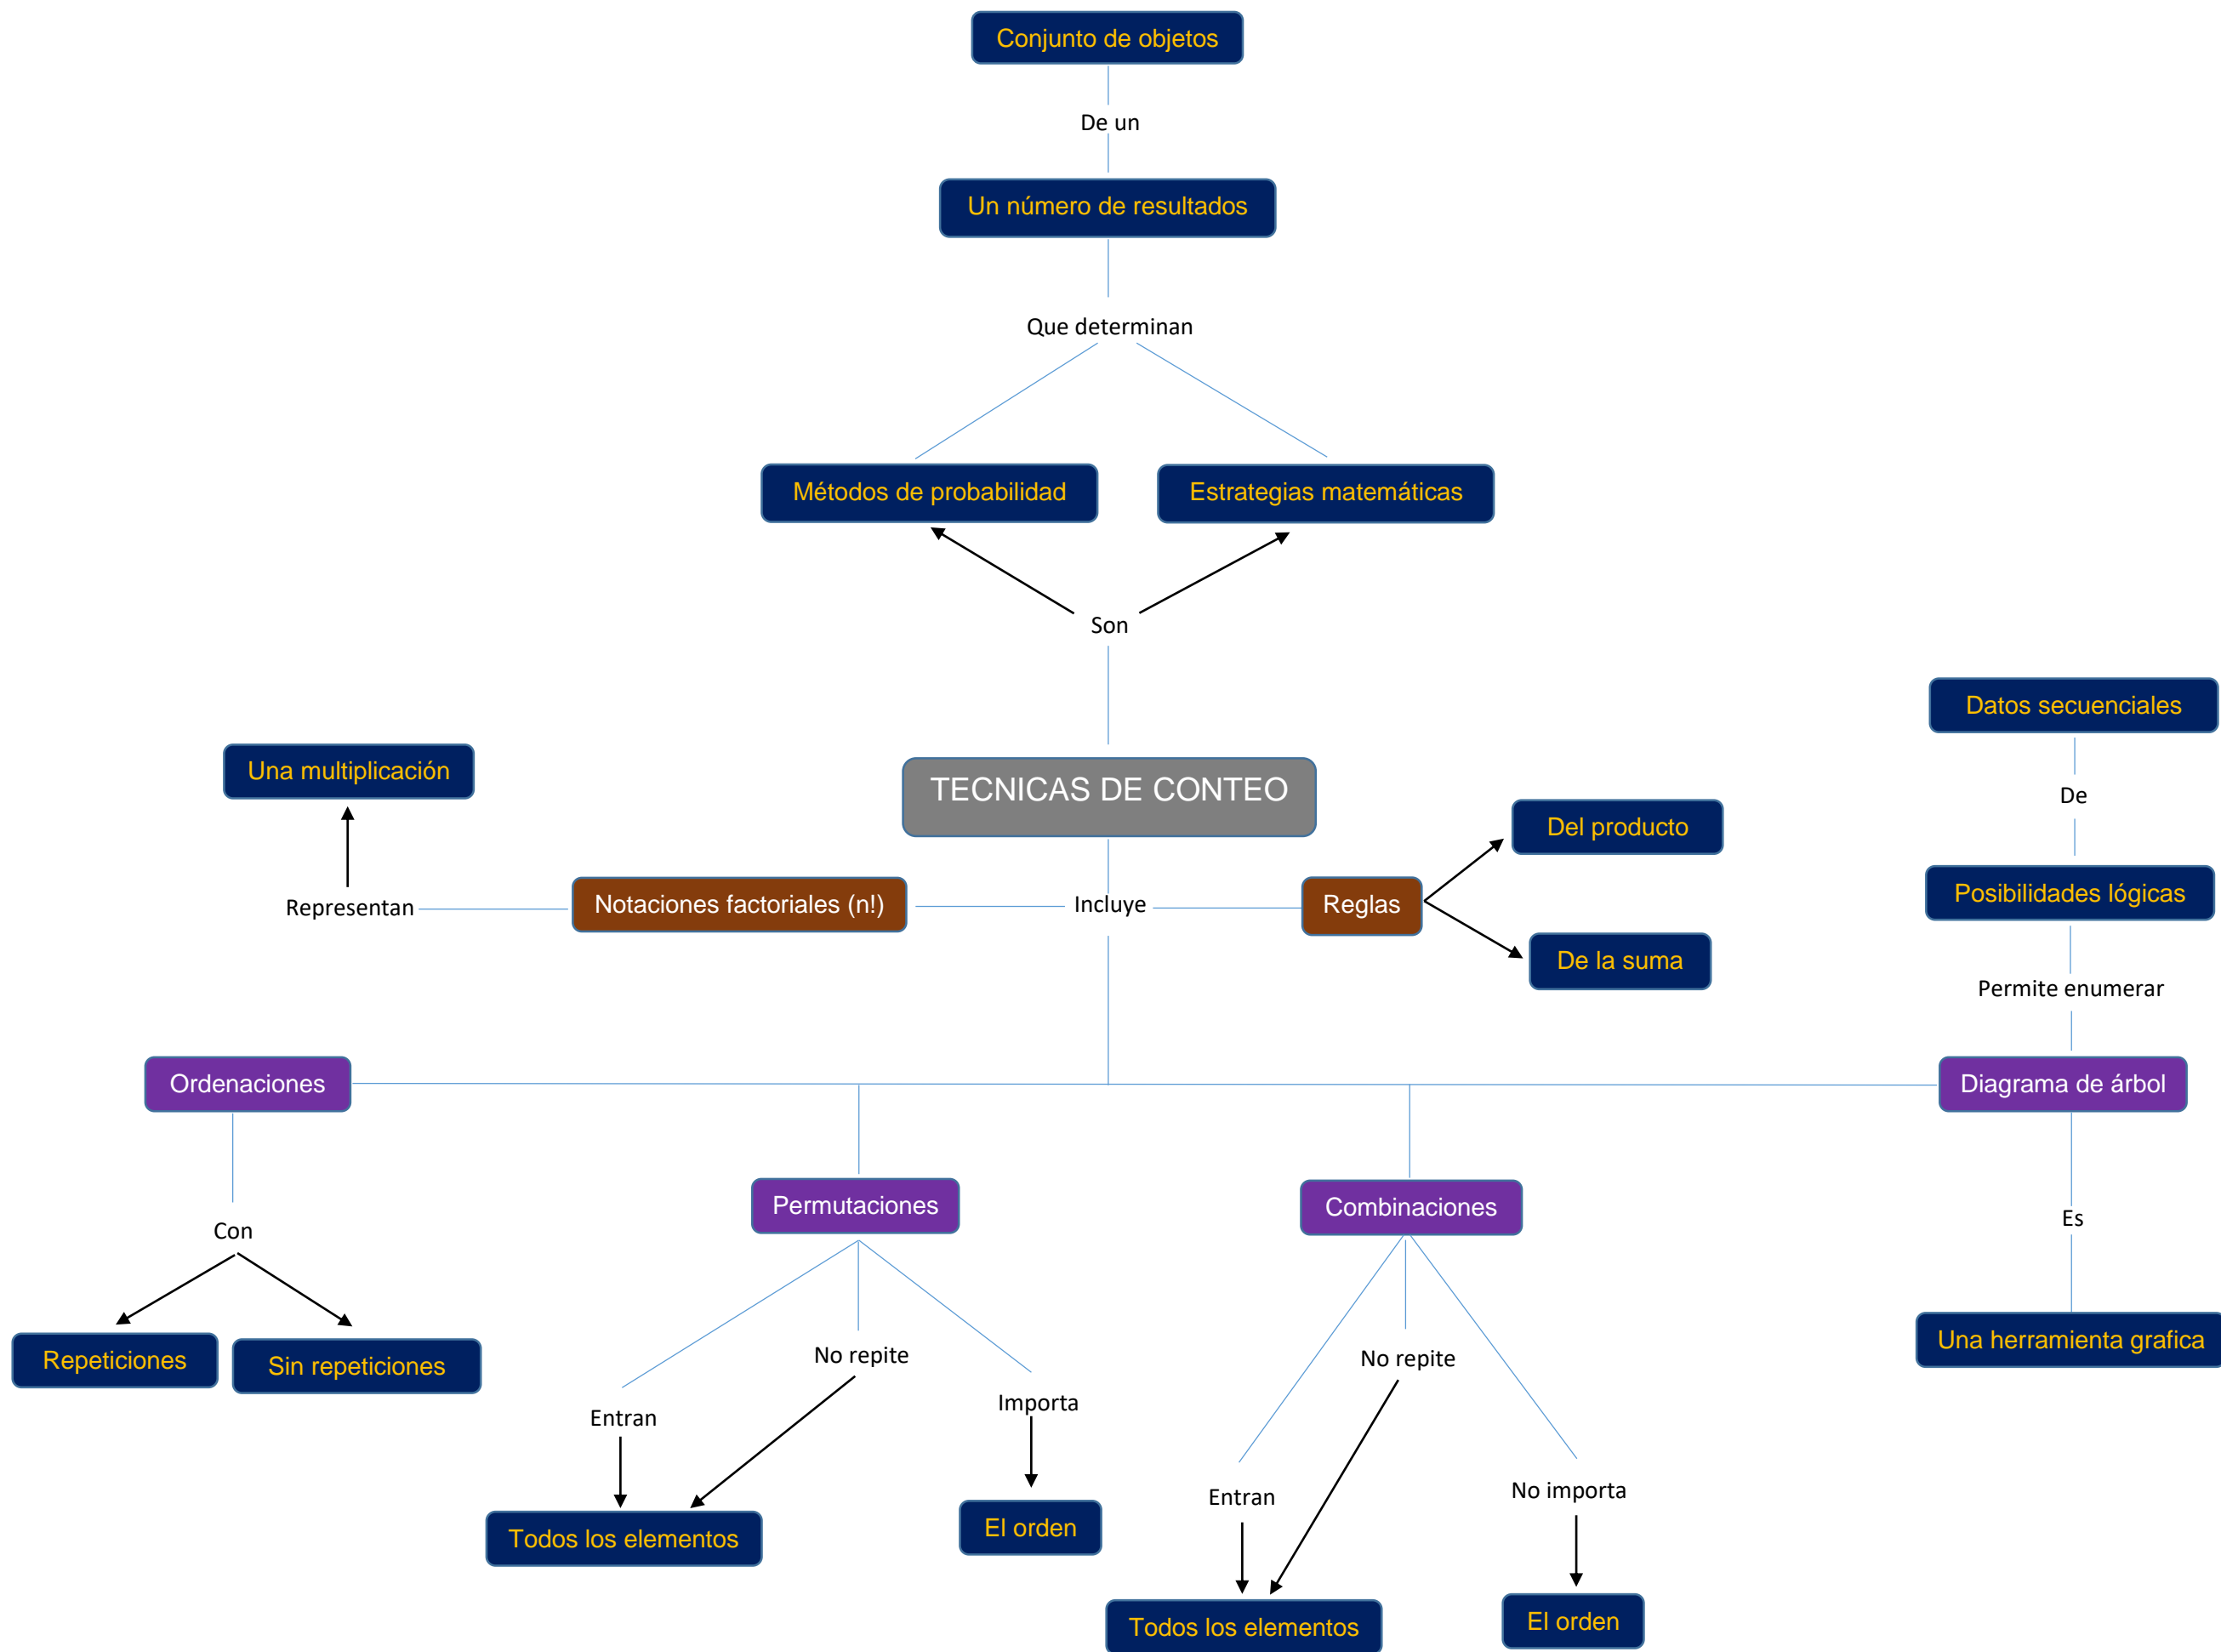 Conjunto de objetos
De un
Un número de resultados
Que determinan
Métodos de probabilidad
Estrategias matemáticas
Son
Datos secuenciales
Una multiplicación
TECNICAS DE CONTEO
De
Del producto
Representan
Notaciones factoriales (n!)
Incluye
Reglas
Posibilidades lógicas
De la suma
Permite enumerar
Ordenaciones
Diagrama de árbol
Permutaciones
Combinaciones
Con
Es
Repeticiones
Sin repeticiones
No repite
No repite
Una herramienta grafica
Entran
Importa
Entran
No importa
Todos los elementos
El orden
Todos los elementos
El orden